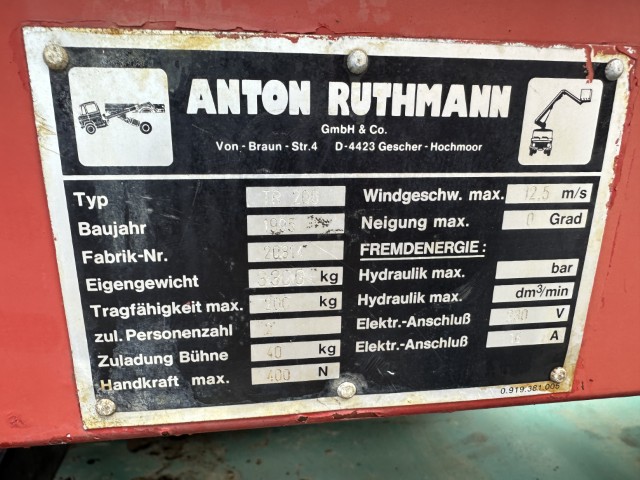 ANTON RUTHMANN
GmbH & Co.
Von - Braun - Str.4 D-4423 Gescher - Hochmoor
Typ
Baujahr
Fabrik-Nr.
Eigengewicht kg
Tragfähigkeit max. kg
zul. Personenzahl
Zuladung Bühne 40 kg
Handkraft max. 400 N
Windgeschw. max. 12,5 m/s
Neigung max. 0 Grad
FREMDENERGIE :
Hydraulik max. bar
Hydraulik max. dm³/min
Elektr.-Anschluß V
Elektr.-Anschluß A
0.919.361.006